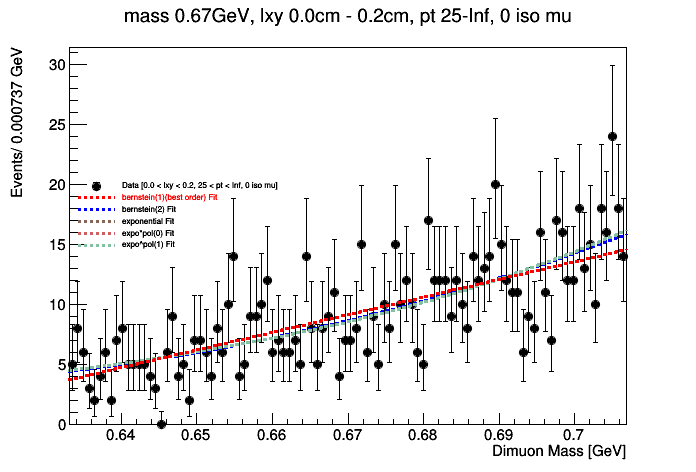 mass 0.67GeV, lxy 0.0cm - 0.2cm, pt 25-Inf, 0 iso mu
Events/ 0.000737 GeV
30
25
20
15
10
5
0
Data [0.0 < lxy < 0.2, 25 < pt < Inf, 0 iso mu]
bernstein(1)(best order) Fit
bernstein(2) Fit
exponential Fit
expo*pol(0) Fit
expo^pol(1) Fit
0.64 0.65 0.66 0.67 0.68 0.69 0.7
Dimuon Mass [GeV]